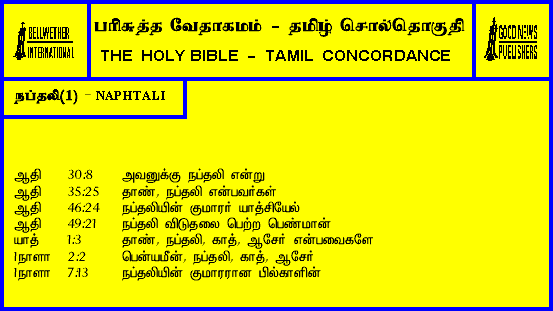 BELLWETHER
INTERNATIONAL
பரிசுத்த வேதாகமம் - தமிழ் சொல்தொகுதி
THE HOLY BIBLE - TAMIL CONCORDANCE
GOOD NEWS
PUBLISHERS
நப்தலி(1) - NAPHTALI
ஆதி 30:8 அவனுக்கு நப்தலி என்று
ஆதி 35:25 தாண், நப்தலி என்பவர்கள்
ஆதி 46:24 நப்தலியின் குமாரர் யாத்சியேல்
ஆதி 49:21 நப்தலி விடுதலை பெற்ற பெண்மான்
யாத் 1:3 தாண், நப்தலி, காத், ஆசேர் என்பவைகளே
1நாளா 2:2 பென்யமீன், நப்தலி, காத், ஆசேர்
1நாளா 7:13 நப்தலியின் குமாரரான பில்காளின்